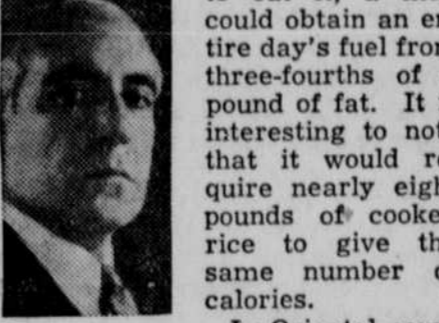 could obtain an en
tire day's fuel from
three-fourths of
pound of fat. It
interesting to not
that it would re
quire nearly eigh
pounds of cooke
rice to give th
same number o
calories.